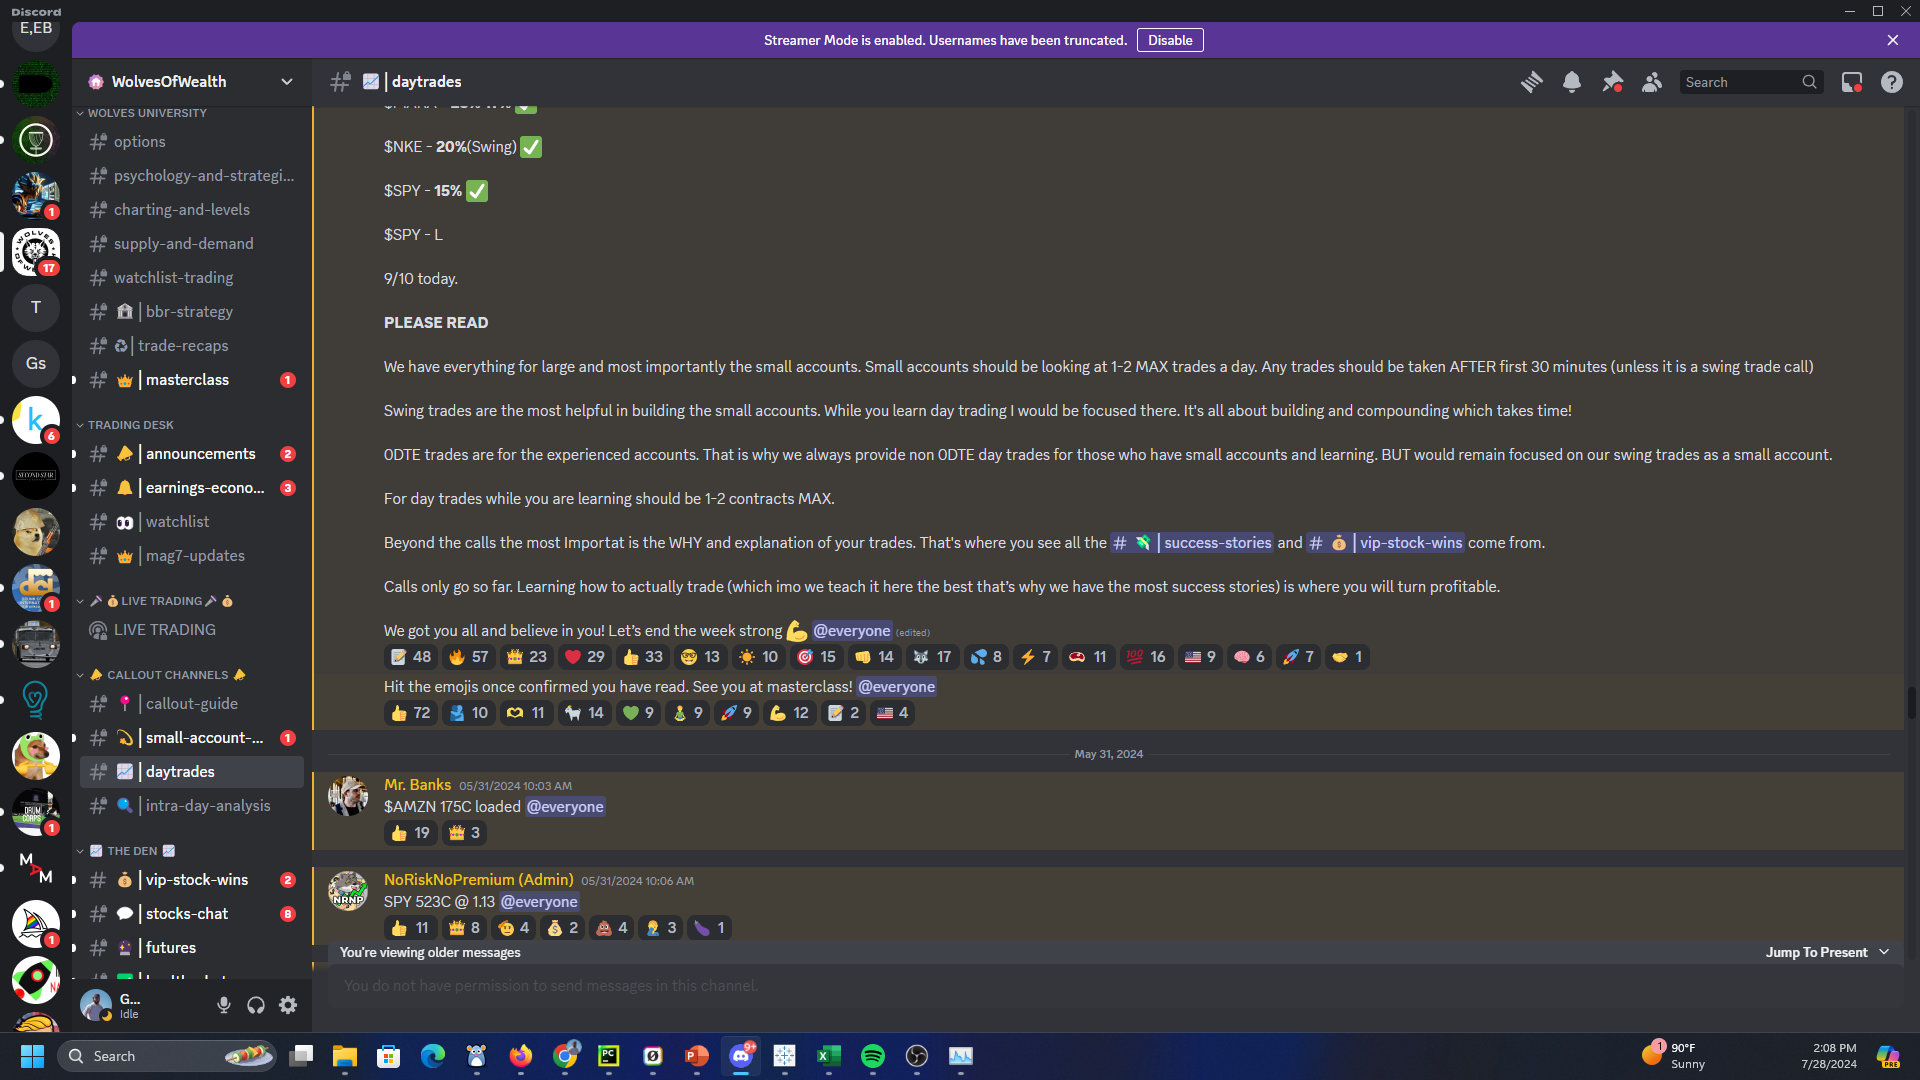 Discord
E,EB
Streamer Mode is enabled. Usernames have been truncated. Disable
WolvesOfWealth
daytrades
Search
WOLVES UNIVERSITY
options
psychology-and-strategi...
charting-and-levels
supply-and-demand
watchlist-trading
bbr-strategy
trade-recaps
masterclass 1
TRADING DESK
announcements 2
earnings-econo... 3
watchlist
mag7-updates
LIVE TRADING
LIVE TRADING
CALLOUT CHANNELS
callout-guide
small-account-... 1
daytrades
intra-day-analysis
THE DEN
vip-stock-wins 2
stocks-chat 8
futures
G...
Idle
1
17
T
Gs
k
6
SECOND STAR
1
DRUM CORPS
1
M A M
1
$NKE - 20%(Swing)
$SPY - 15%
$SPY - L
9/10 today.
PLEASE READ
We have everything for large and most importantly the small accounts. Small accounts should be looking at 1-2 MAX trades a day. Any trades should be taken AFTER first 30 minutes (unless it is a swing trade call)
Swing trades are the most helpful in building the small accounts. While you learn day trading I would be focused there. It's all about building and compounding which takes time!
0DTE trades are for the experienced accounts. That is why we always provide non 0DTE day trades for those who have small accounts and learning. BUT would remain focused on our swing trades as a small account.
For day trades while you are learning should be 1-2 contracts MAX.
Beyond the calls the most Importat is the WHY and explanation of your trades. That's where you see all the # | success-stories and # | vip-stock-wins come from.
Calls only go so far. Learning how to actually trade (which imo we teach it here the best that's why we have the most success stories) is where you will turn profitable.
We got you all and believe in you! Let's end the week strong @everyone (edited)
48 57 23 29 33 13 10 15 14 17 8 7 11 16 9 6 7 1
Hit the emojis once confirmed you have read. See you at masterclass! @everyone
72 10 11 14 9 9 9 12 2 4
May 31, 2024
Mr. Banks 05/31/2024 10:03 AM
$AMZN 175C loaded @everyone
19 3
NRNP
NoRiskNoPremium (Admin) 05/31/2024 10:06 AM
SPY 523C @ 1.13 @everyone
11 8 4 2 4 3 1
You're viewing older messages Jump To Present
You do not have permission to send messages in this channel.
Search
PC
9+
1
90°F
Sunny
2:08 PM
7/28/2024
PRE